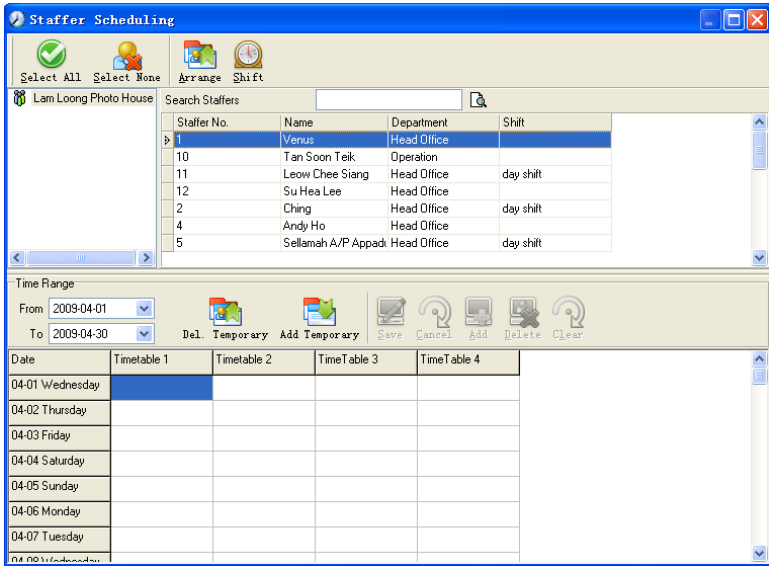 Staffer Scheduling
Select All Select None Arrange Shift
Lam Loong Photo House
Search Staffers
Staffer No. Name Department Shift
1 Venus Head Office
10 Tan Soon Teik Operation
11 Leow Chee Siang Head Office day shift
12 Su Hea Lee Head Office
2 Ching Head Office day shift
4 Andy Ho Head Office
5 Sellamah A/P Appadu Head Office day shift
Time Range
From 2009-04-01
To 2009-04-30
Del. Temporary Add Temporary Save Cancel Add Delete Clear
Date Timetable 1 Timetable 2 TimeTable 3 TimeTable 4
04-01 Wednesday
04-02 Thursday
04-03 Friday
04-04 Saturday
04-05 Sunday
04-06 Monday
04-07 Tuesday
04-08 Wednesday